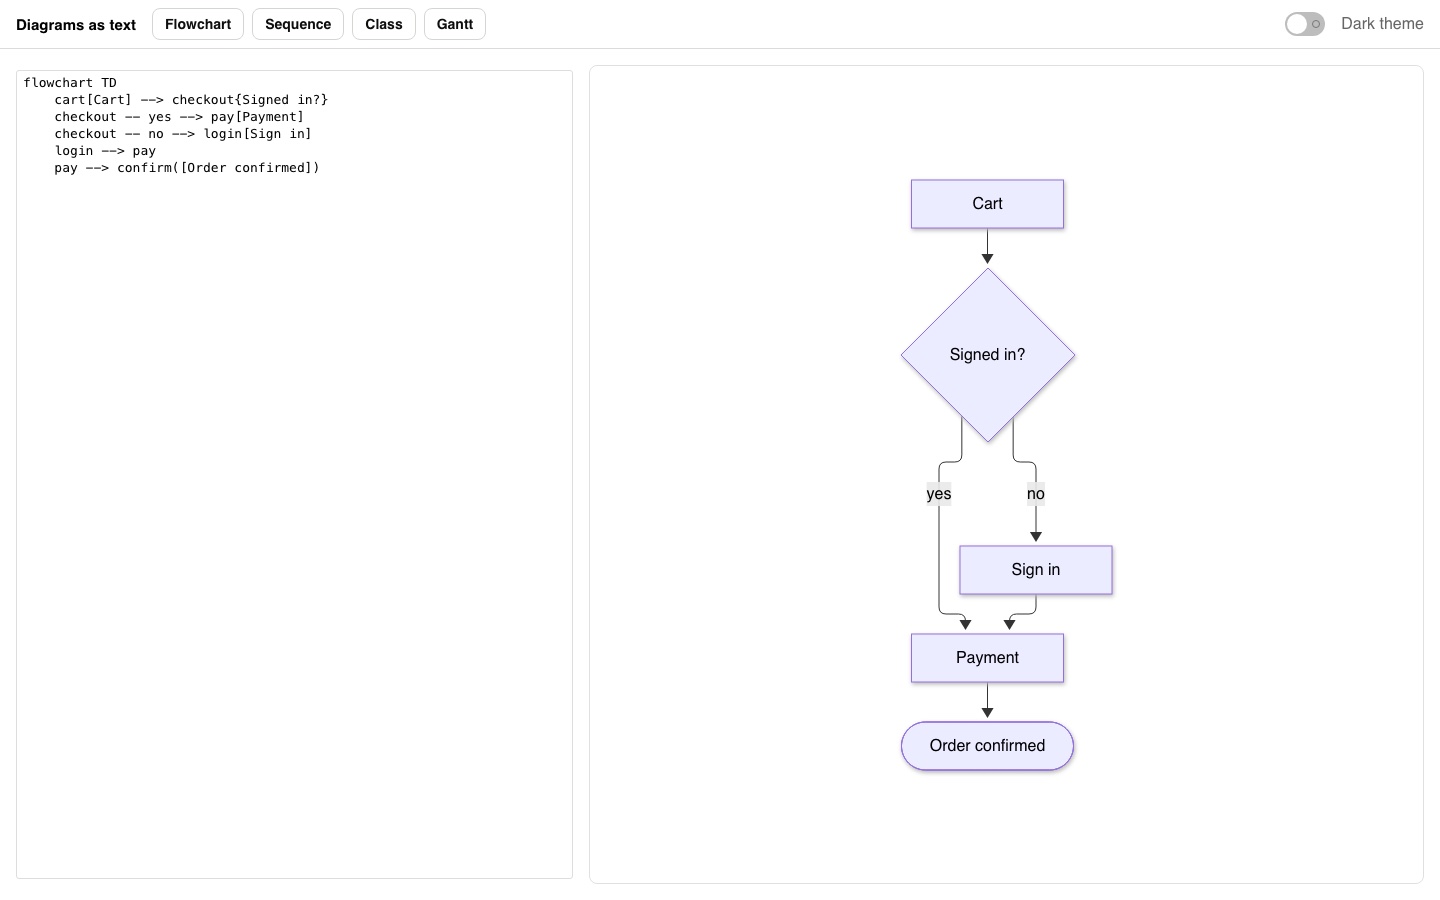 Diagrams as text
Flowchart
Sequence
Class
Gantt
Dark theme
flowchart TD
    cart[Cart] --> checkout{Signed in?}
    checkout -- yes --> pay[Payment]
    checkout -- no --> login[Sign in]
    login --> pay
    pay --> confirm([Order confirmed])
Cart
Signed in?
yes
no
Sign in
Payment
Order confirmed